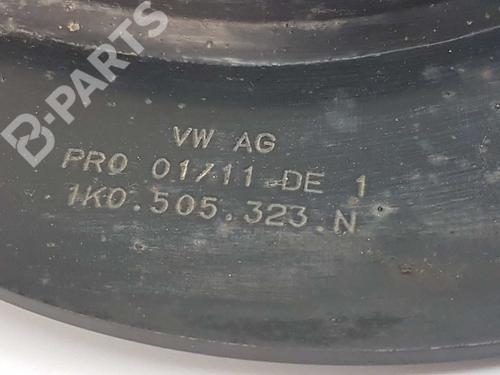 B-PARTS
VW AG
PRO 01/11 DE 1
1K0.505.323.N